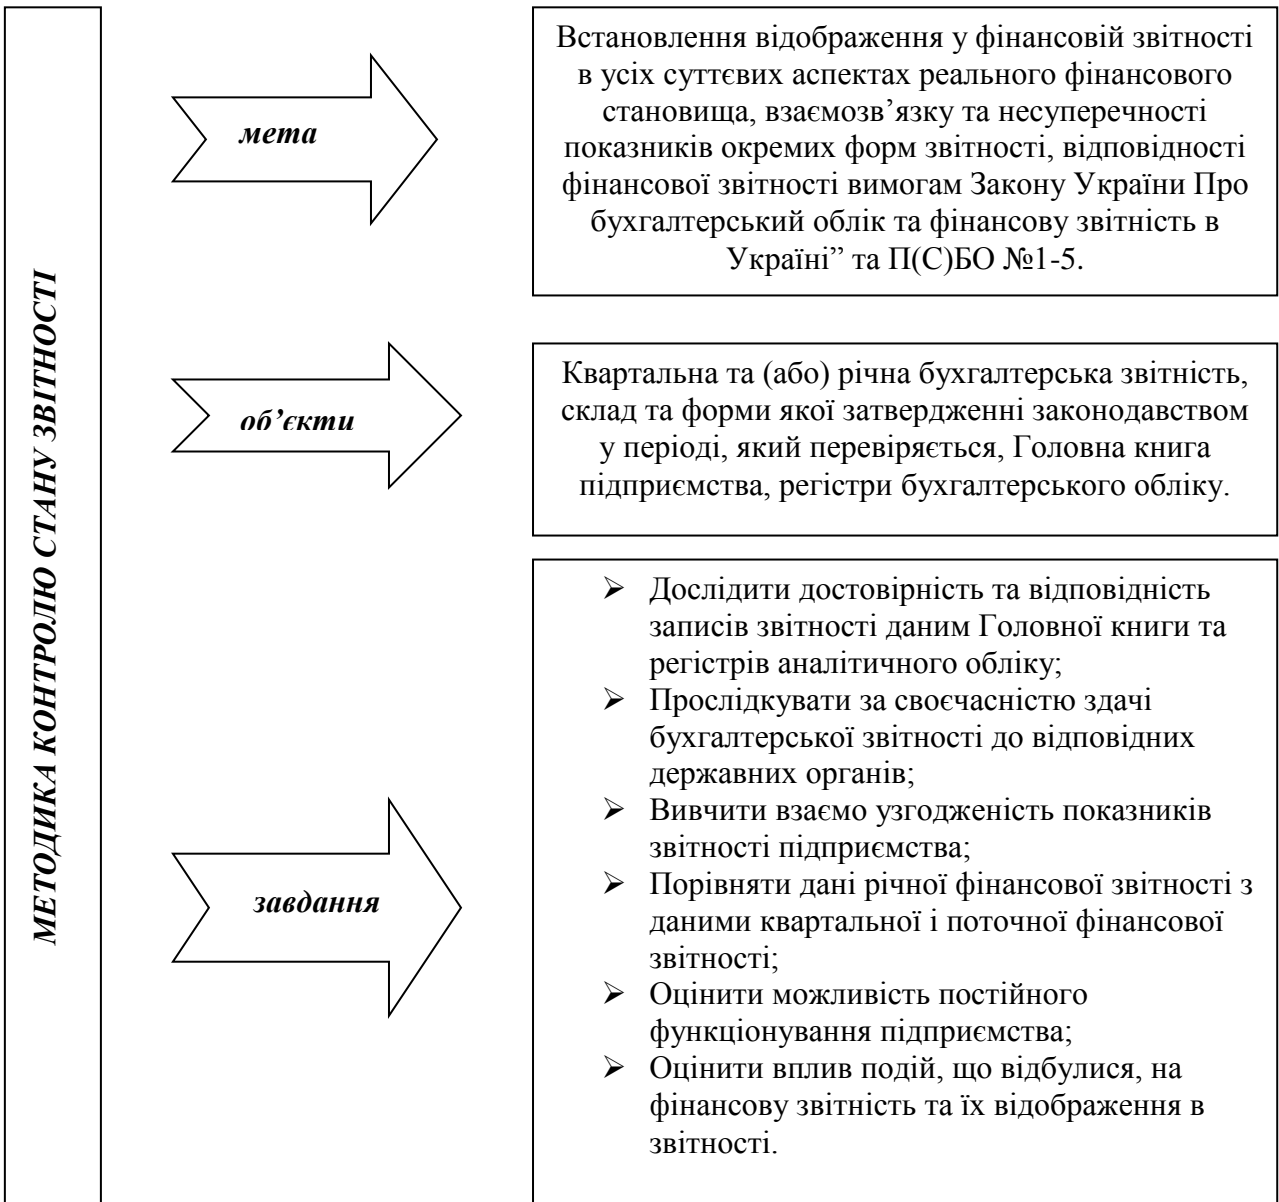 МЕТОДИКА КОНТРОЛЮ СТАНУ ЗВІТНОСТІ
мета
Встановлення відображення у фінансовій звітності
в усіх суттєвих аспектах реального фінансового
становища, взаємозв’язку та несуперечності
показників окремих форм звітності, відповідності
фінансової звітності вимогам Закону України Про
бухгалтерський облік та фінансову звітність в
Україні” та П(С)БО №1-5.
об’єкти
Квартальна та (або) річна бухгалтерська звітність,
склад та форми якої затвердженні законодавством
у періоді, який перевіряється, Головна книга
підприємства, регістри бухгалтерського обліку.
завдання
➢ Дослідити достовірність та відповідність
записів звітності даним Головної книги та
регістрів аналітичного обліку;
➢ Прослідкувати за своєчасністю здачі
бухгалтерської звітності до відповідних
державних органів;
➢ Вивчити взаємо узгодженість показників
звітності підприємства;
➢ Порівняти дані річної фінансової звітності з
даними квартальної і поточної фінансової
звітності;
➢ Оцінити можливість постійного
функціонування підприємства;
➢ Оцінити вплив подій, що відбулися, на
фінансову звітність та їх відображення в
звітності.